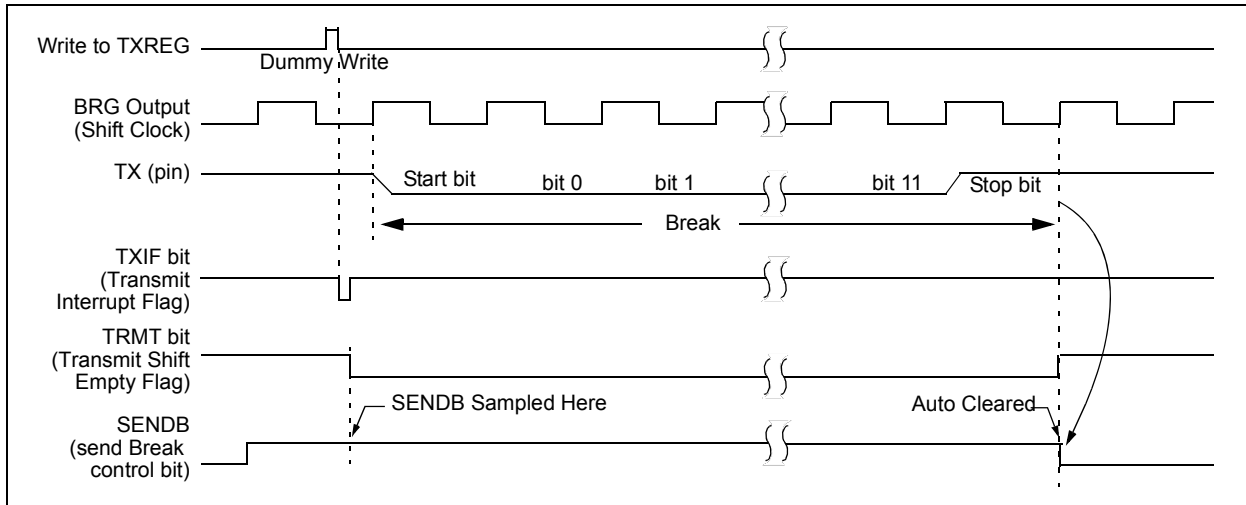 Write to TXREG
Dummy Write
BRG Output
(Shift Clock)
TX (pin)
Start bit
bit 0
bit 1
bit 11
Stop bit
Break
TXIF bit
(Transmit
Interrupt Flag)
TRMT bit
(Transmit Shift
Empty Flag)
SENDB Sampled Here
Auto Cleared
SENDB
(send Break
control bit)